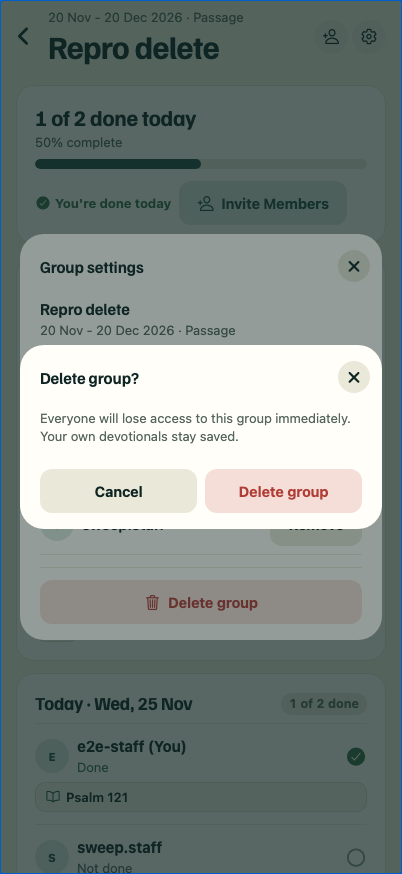 20 Nov - 20 Dec 2026 · Passage
Repro delete
1 of 2 done today
50% complete
You're done today
Invite Members
Group settings
Repro delete
20 Nov - 20 Dec 2026 · Passage
Delete group?
Everyone will lose access to this group immediately.
Your own devotionals stay saved.
Cancel
Delete group
Delete group
Today · Wed, 25 Nov
1 of 2 done
E
e2e-staff (You)
Done
Psalm 121
S
sweep.staff
Not done